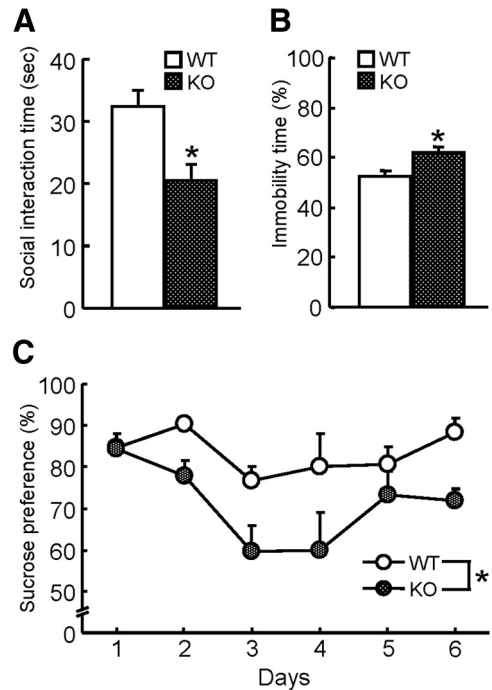 A
Social interaction time (sec)
40
30
20
10
0
WT
KO
*
B
Immobility time (%)
100
80
60
40
20
0
WT
KO
*
C
Sucrose preference (%)
100
90
80
70
60
50
0
WT
KO
*
1 2 3 4 5 6
Days